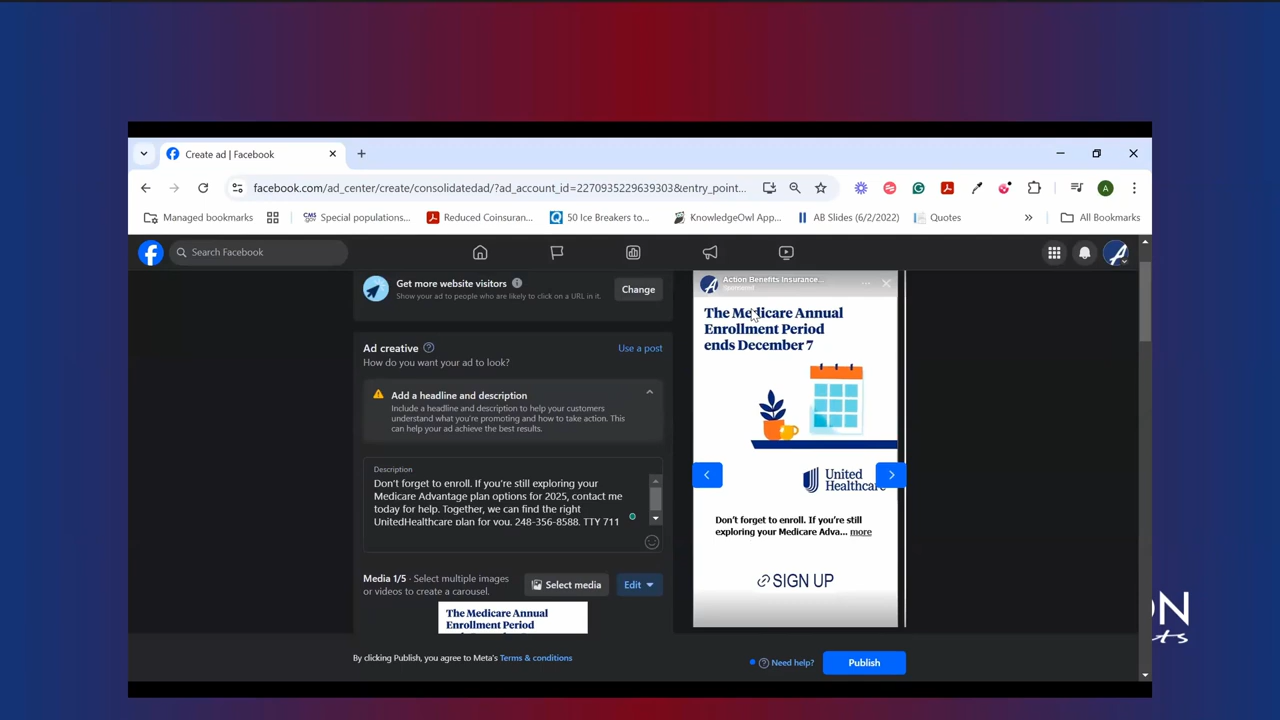 Create ad | Facebook
facebook.com/ad_center/create/consolidatedad/?ad_account_id=2270935229639303&entry_point...
A
Managed bookmarks
CMS Special populations...
Reduced Coinsuran...
50 Ice Breakers to...
KnowledgeOwl App...
AB Slides (6/2/2022)
Quotes
»
All Bookmarks
Search Facebook
Get more website visitors
Show your ad to people who are likely to click on a URL in it.
Change
Ad creative
How do you want your ad to look?
Use a post
Add a headline and description
Include a headline and description to help your customers
understand what you're promoting and how to take action. This
can help your ad achieve the best results.
Description
Don't forget to enroll. If you're still exploring your
Medicare Advantage plan options for 2025, contact me
today for help. Together, we can find the right
UnitedHealthcare plan for you. 248-356-8588. TTY 711
Media 1/5 · Select multiple images
or videos to create a carousel.
Select media
Edit
The Medicare Annual
Enrollment Period
By clicking Publish, you agree to Meta's Terms & conditions
Action Benefits Insurance...
Sponsored
The Medicare Annual
Enrollment Period
ends December 7
United
Healthcare
Don't forget to enroll. If you're still
exploring your Medicare Adva... more
SIGN UP
Need help?
Publish
ON
ts